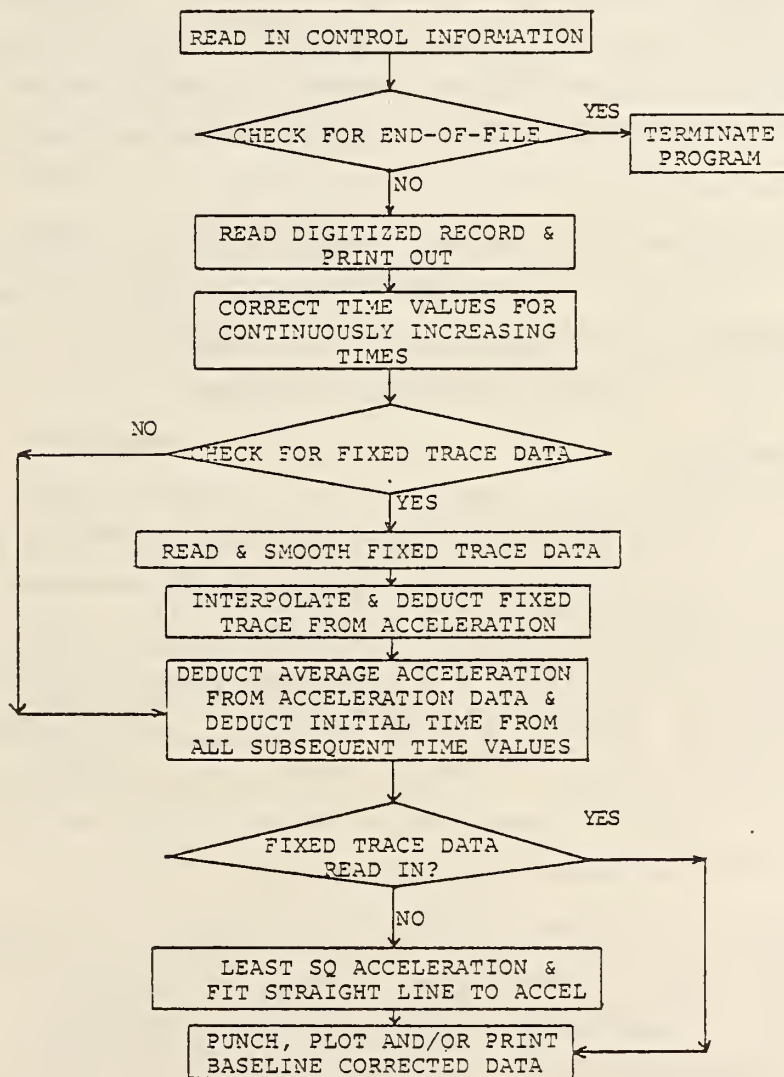 READ IN CONTROL INFORMATION
CHECK FOR END-OF-FILE
YES
TERMINATE
PROGRAM
NO
READ DIGITIZED RECORD &
PRINT OUT
CORRECT TIME VALUES FOR
CONTINUOUSLY INCREASING
TIMES
NO
CHECK FOR FIXED TRACE DATA
YES
READ & SMOOTH FIXED TRACE DATA
INTERPOLATE & DEDUCT FIXED
TRACE FROM ACCELERATION
DEDUCT AVERAGE ACCELERATION
FROM ACCELERATION DATA &
DEDUCT INITIAL TIME FROM
ALL SUBSEQUENT TIME VALUES
YES
FIXED TRACE DATA
READ IN?
NO
LEAST SQ ACCELERATION &
FIT STRAIGHT LINE TO ACCEL
PUNCH, PLOT AND/OR PRINT
BASELINE CORRECTED DATA